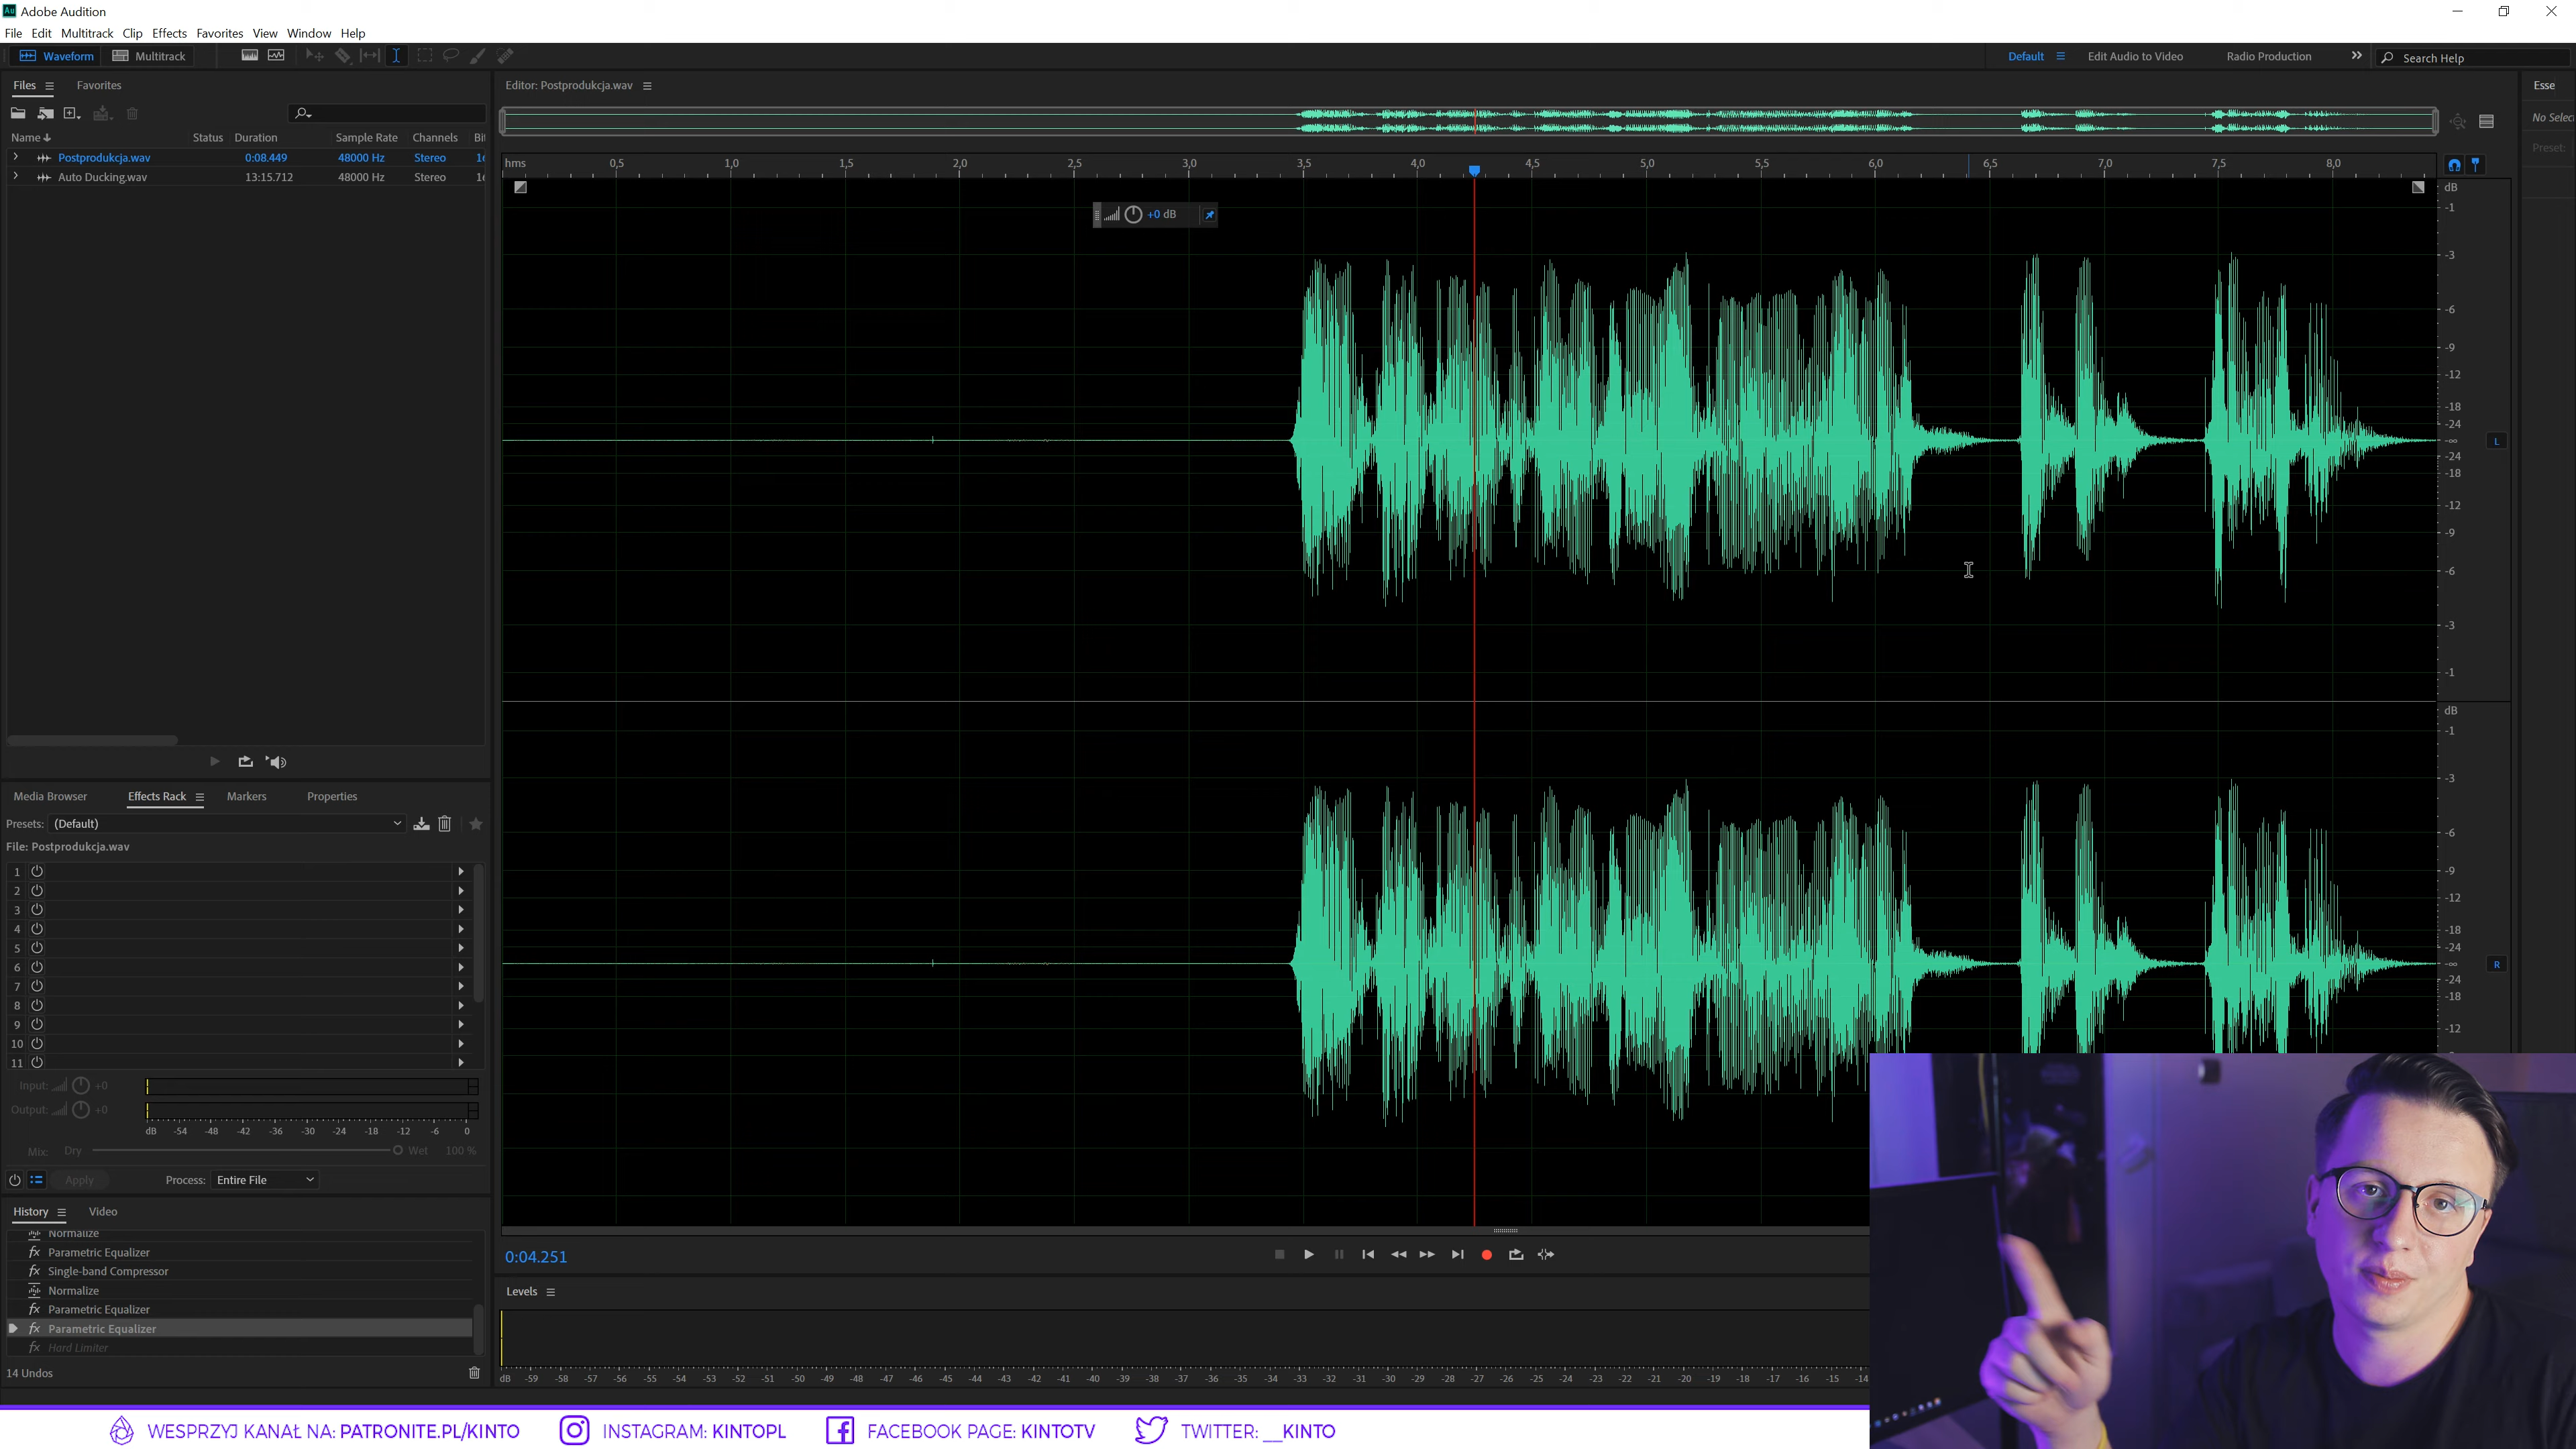 Au Adobe Audition
File Edit Multitrack Clip Effects Favorites View Window Help
Waveform Multitrack Default Edit Audio to Video Radio Production Search Help
Files Favorites
Name Status Duration Sample Rate Channels Bi
Postprodukcja.wav 0:08.449 48000 Hz Stereo 16
Auto Ducking.wav 13:15.712 48000 Hz Stereo 16
Editor: Postprodukcja.wav
hms 0,5 1,0 1,5 2,0 2,5 3,0 3,5 4,0 4,5 5,0 5,5 6,0 6,5 7,0 7,5 8,0
+0 dB
dB
-1
-3
-6
-9
-12
-18
-24
-∞
-24
-18
-12
-9
-6
-3
-1
L
dB
-1
-3
-6
-9
-12
-18
-24
-∞
-24
-18
-12
R
Esse
No Selec
Preset:
Media Browser Effects Rack Markers Properties
Presets: (Default)
File: Postprodukcja.wav
1
2
3
4
5
6
7
8
9
10
11
Input: +0
Output: +0
dB -54 -48 -42 -36 -30 -24 -18 -12 -6 0
Mix: Dry Wet 100 %
Apply Process: Entire File
History Video
Normalize
fx Parametric Equalizer
fx Single-band Compressor
Normalize
fx Parametric Equalizer
fx Parametric Equalizer
fx Hard Limiter
14 Undos
0:04.251
Levels
dB -59 -58 -57 -56 -55 -54 -53 -52 -51 -50 -49 -48 -47 -46 -45 -44 -43 -42 -41 -40 -39 -38 -37 -36 -35 -34 -33 -32 -31 -30 -29 -28 -27 -26 -25 -24 -23 -22 -21 -20 -19 -18 -17 -16 -15 -14
WESPRZYJ KANAŁ NA: PATRONITE.PL/KINTO INSTAGRAM: KINTOPL FACEBOOK PAGE: KINTOTV TWITTER: __KINTO